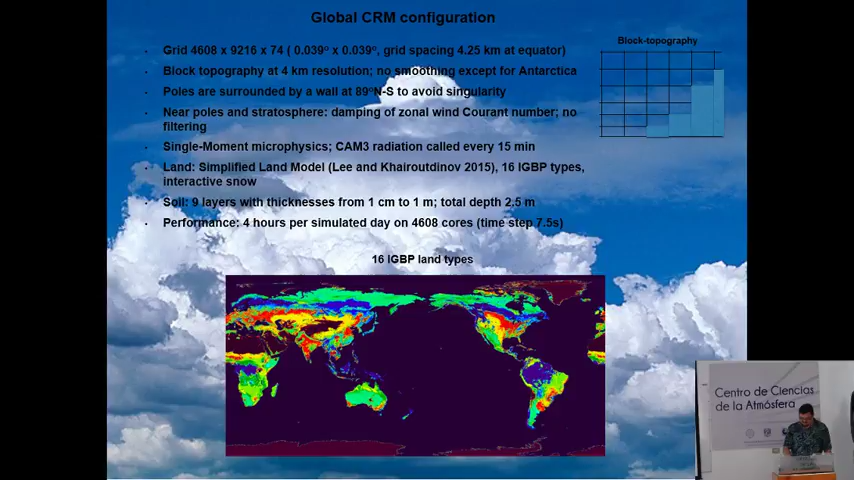 Global CRM configuration
Block-topography
· Grid 4608 x 9216 x 74 ( 0.039º x 0.039º, grid spacing 4.25 km at equator)
· Block topography at 4 km resolution; no smoothing except for Antarctica
· Poles are surrounded by a wall at 89ºN-S to avoid singularity
· Near poles and stratosphere: damping of zonal wind Courant number; no
filtering
· Single-Moment microphysics; CAM3 radiation called every 15 min
· Land: Simplified Land Model (Lee and Khairoutdinov 2015), 16 IGBP types,
interactive snow
· Soil: 9 layers with thicknesses from 1 cm to 1 m; total depth 2.5 m
· Performance: 4 hours per simulated day on 4608 cores (time step 7.5s)
16 IGBP land types
Centro de Ciencias
de la Atmósfera